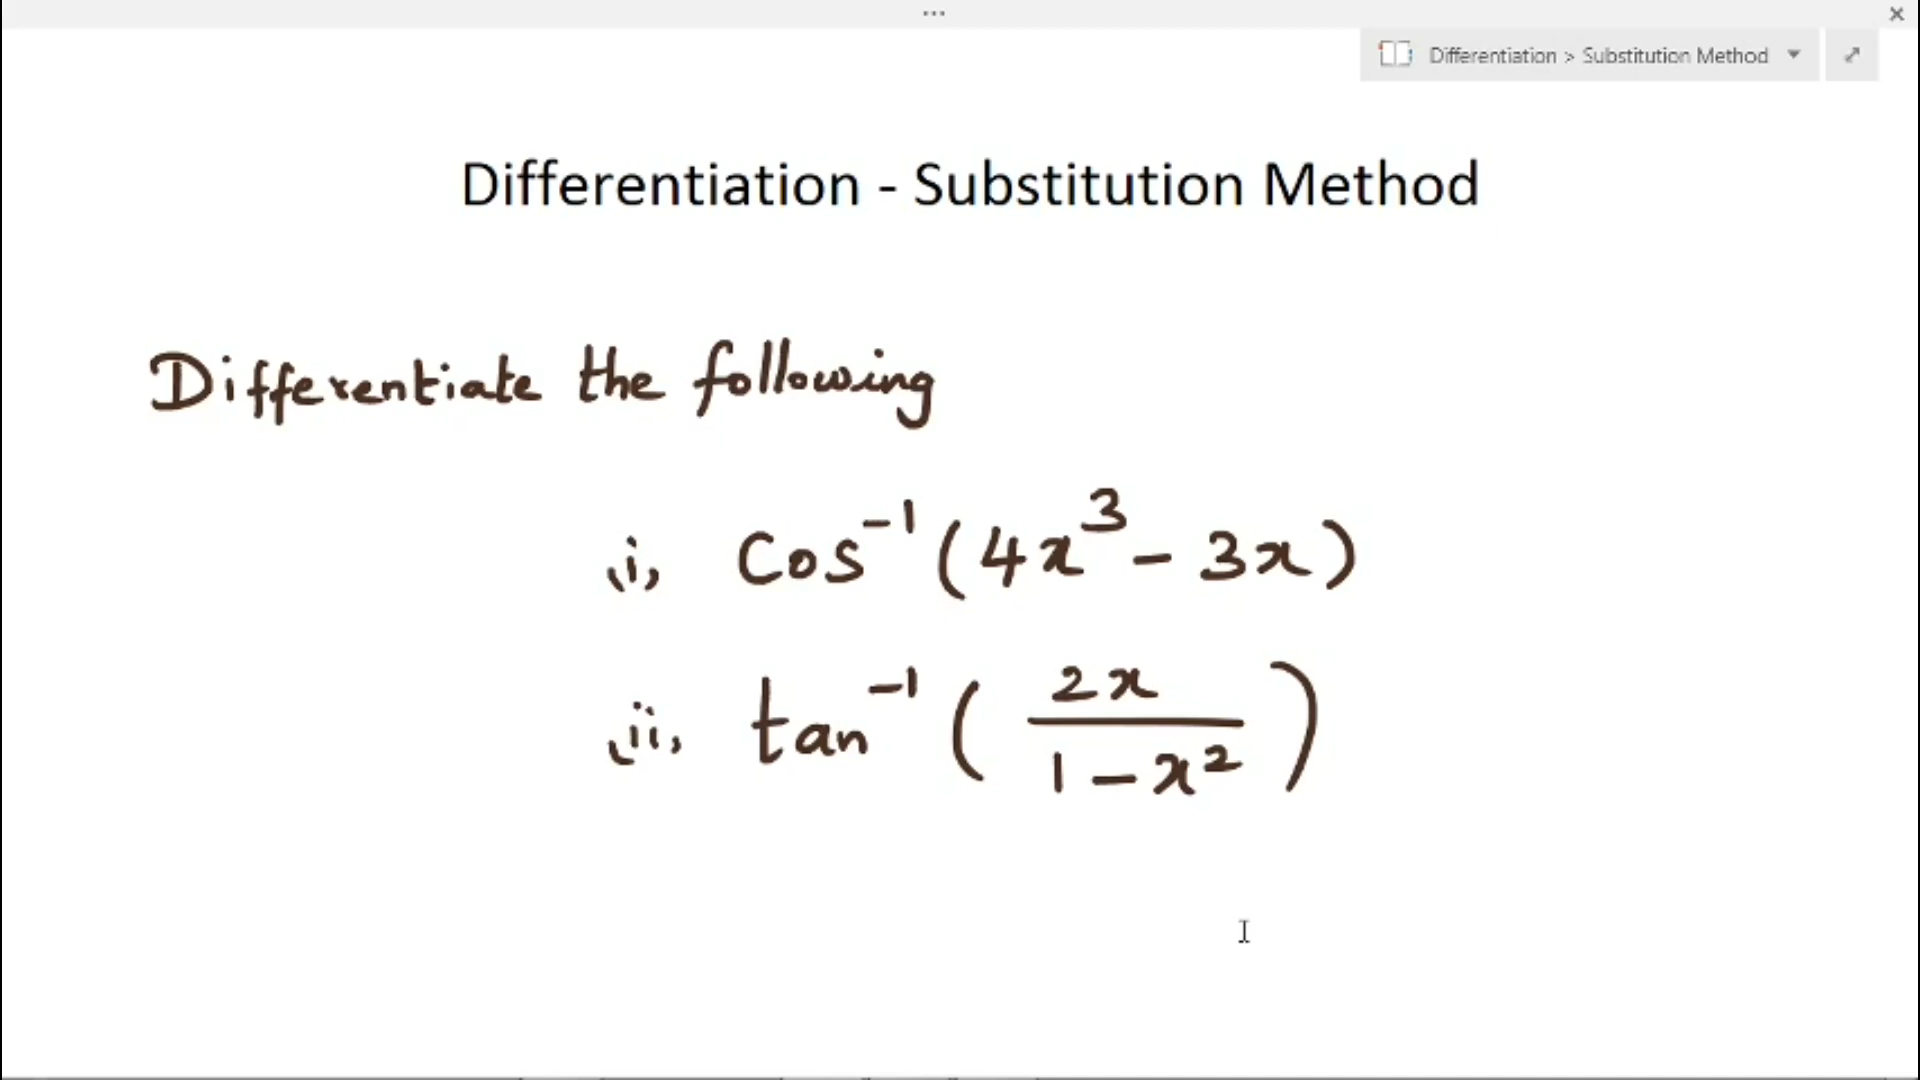 Differentiation > Substitution Method
Differentiation - Substitution Method
Differentiate the following
(i) Cos⁻¹(4x³ - 3x)
(ii) tan⁻¹(2x / 1 - x²)